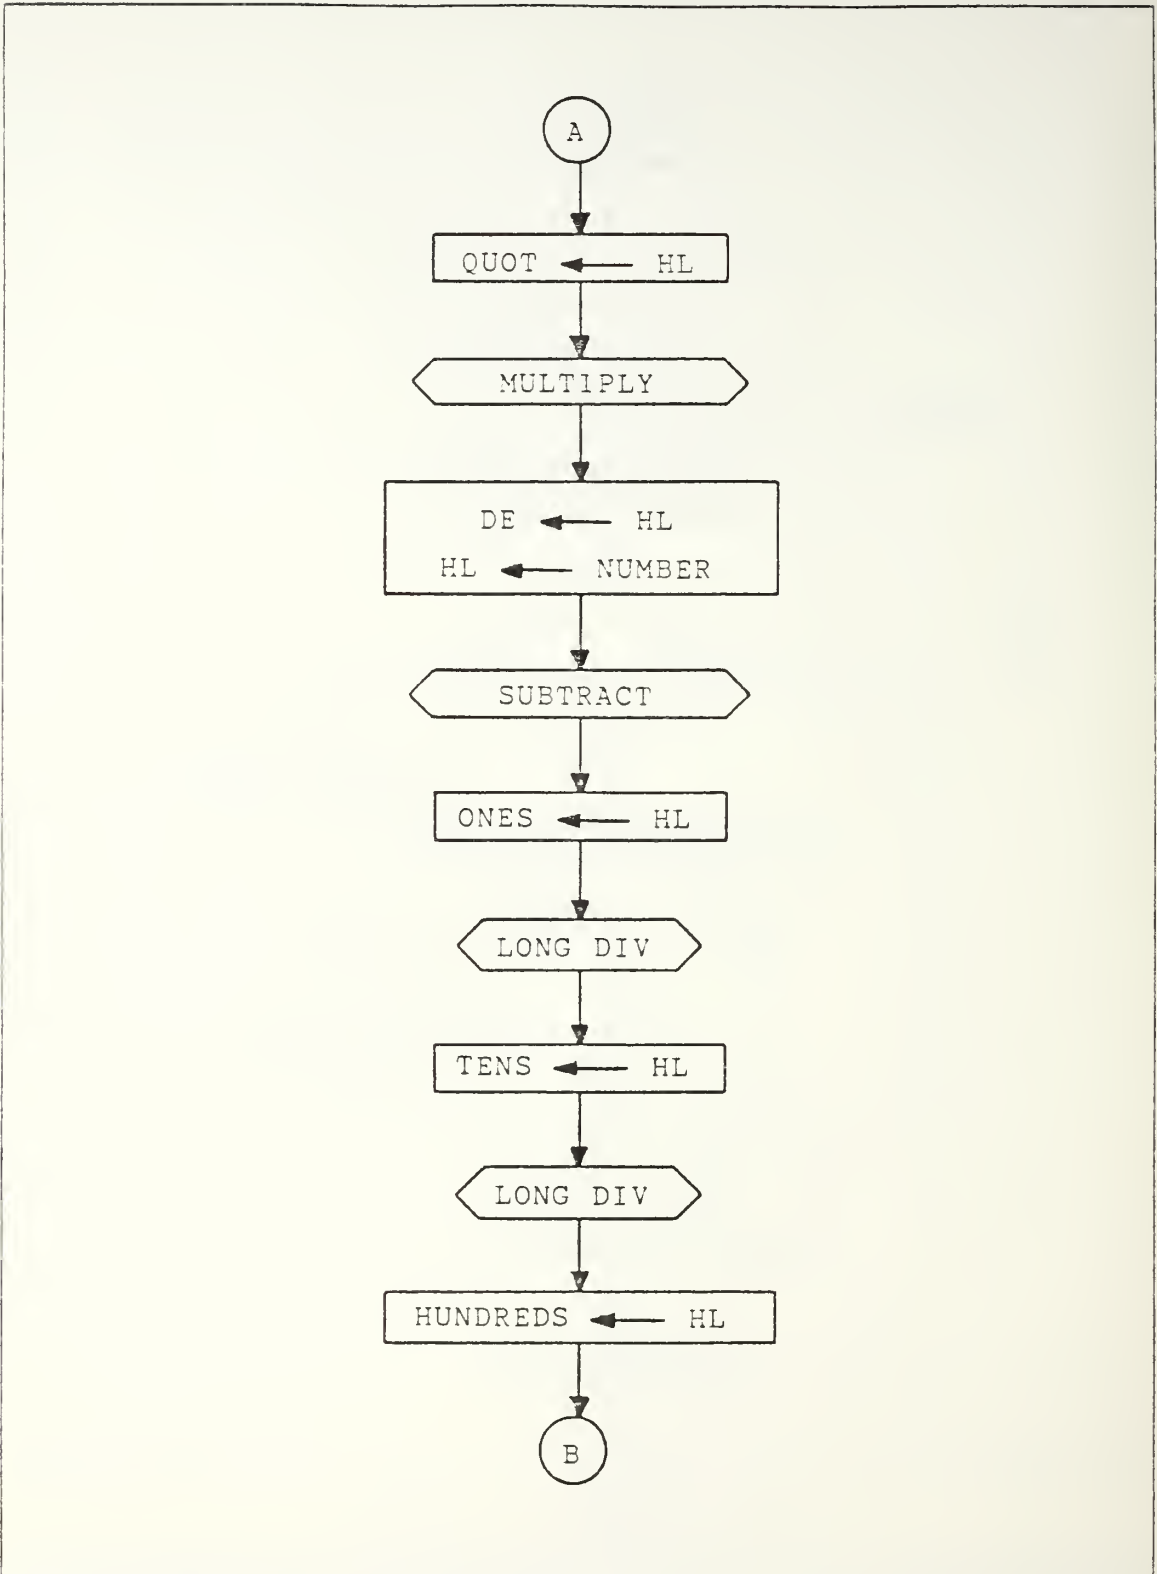 A
QUOT ← HL
MULTIPLY
DE ← HL
HL ← NUMBER
SUBTRACT
ONES ← HL
LONG DIV
TENS ← HL
LONG DIV
HUNDREDS ← HL
B